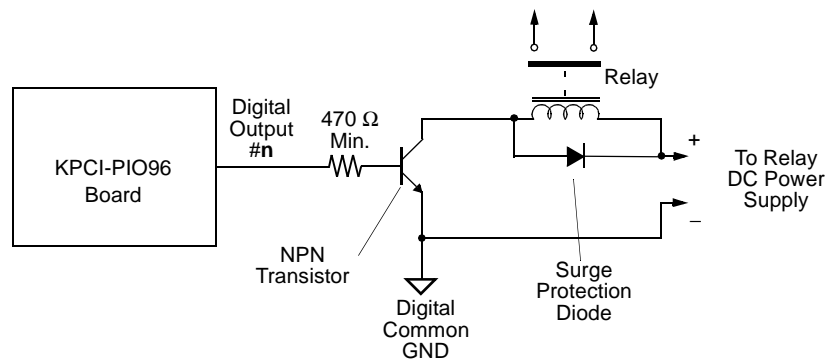 Relay
Digital
Output
#n
470 Ω
Min.
KPCI-PIO96
Board
+
To Relay
DC Power
Supply
–
NPN
Transistor
Surge
Protection
Diode
Digital
Common
GND